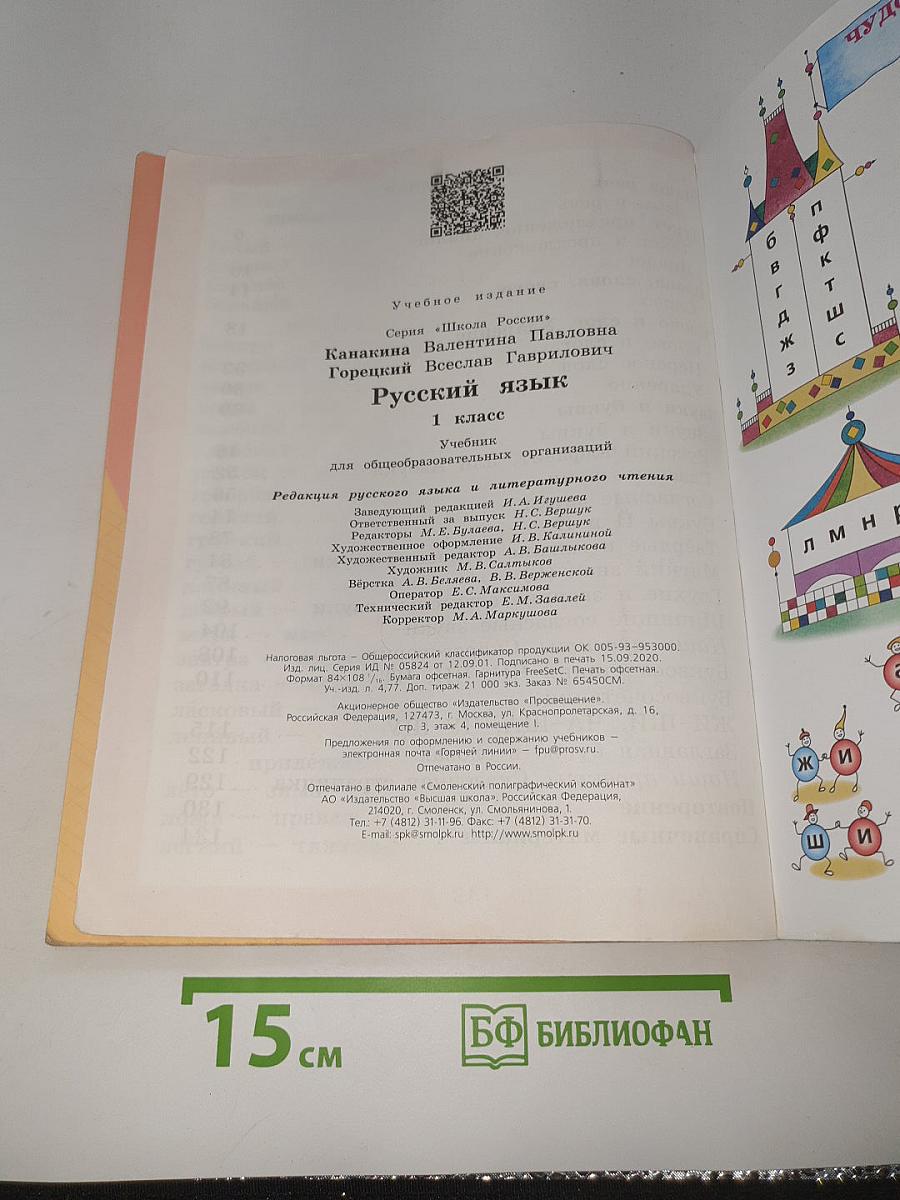 Учебное издание
Серия «Школа России»
Канакина Валентина Павловна
Горецкий Всеслав Гаврилович
Русский язык
1 класс
Учебник
для общеобразовательных организаций
Редакция русского языка и литературного чтения
Заведующий редакцией И. А. Игушева
Ответственный за выпуск Н. С. Вершук
Редакторы М. Е. Булаева, Н. С. Вершук
Художественное оформление И. В. Калининой
Художественный редактор А. В. Башлыкова
Художник М. В. Салтыков
Вёрстка А. В. Беляева, В. В. Верженской
Оператор Е. С. Максимова
Технический редактор Е. М. Завалей
Корректор М. А. Маркушова
Налоговая льгота – Общероссийский классификатор продукции ОК 005-93–953000.
Изд. лиц. Серия ИД № 05824 от 12.09.01. Подписано в печать 15.09.2020.
Формат 84×108 1/16. Бумага офсетная. Гарнитура FreeSetC. Печать офсетная.
Уч.-изд. л. 4,77. Доп. тираж 21 000 экз. Заказ № 65450СМ.
Акционерное общество «Издательство «Просвещение».
Российская Федерация, 127473, г. Москва, ул. Краснопролетарская, д. 16,
стр. 3, этаж 4, помещение I.
Предложения по оформлению и содержанию учебников –
электронная почта «Горячей линии» – fpu@prosv.ru.
Отпечатано в России.
Отпечатано в филиале «Смоленский полиграфический комбинат»
АО «Издательство «Высшая школа». Российская Федерация,
214020, г. Смоленск, ул. Смольянинова, 1.
Тел.: +7 (4812) 31-11-96. Факс: +7 (4812) 31-31-70.
E-mail: spk@smolpk.ru http://www.smolpk.ru
б п
в ф
г к
д т
ж ш
з с
л м н р
а
ж и
ш и
15 см
БФ БИБЛИОФАН